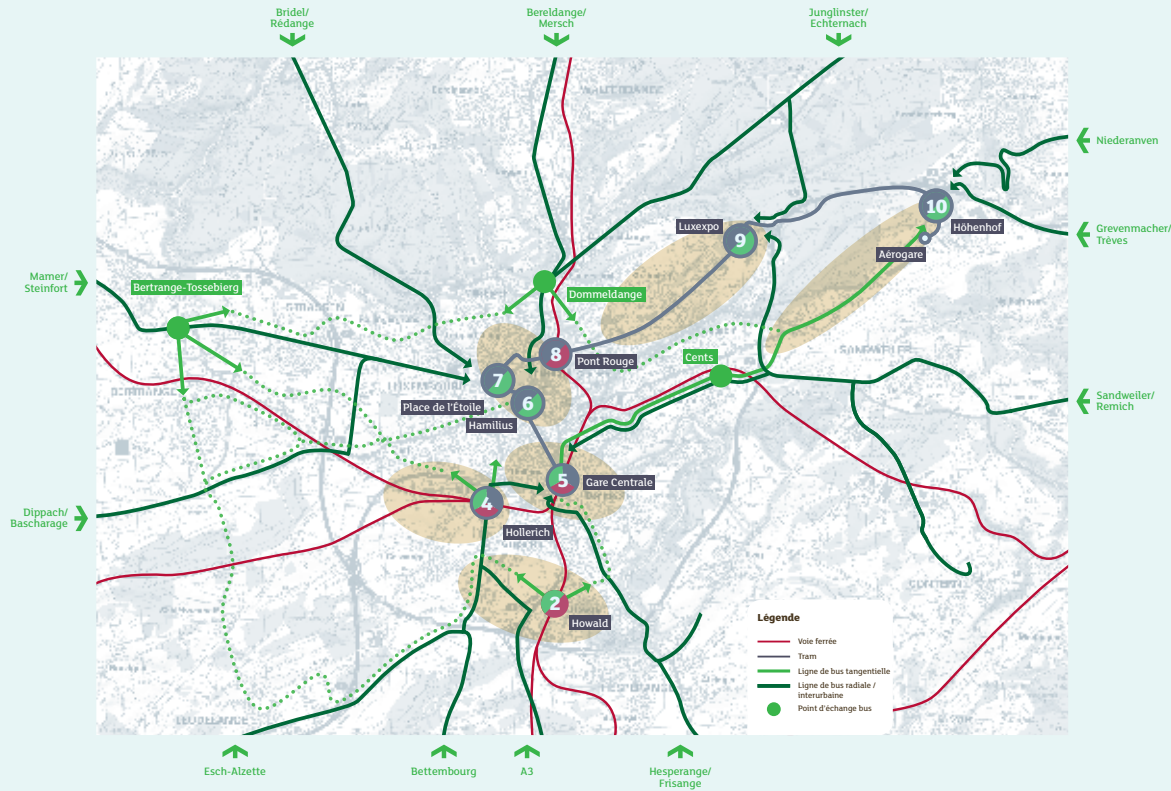 Bridel/
Rédange
Bereldange/
Mersch
Junglinster/
Echternach
Niederanven
10
Höhenhof
Luxexpo
9
Grevenmacher/
Trèves
Aérogare
Mamer/
Steinfort
Bertrange-Tossebierg
Dommeldange
SANDWEILER
8
Pont Rouge
Cents
7
Place de l'Étoile
6
Hamilius
Sandweiler/
Remich
5
Gare Centrale
4
Hollerich
Dippach/
Bascharage
2
Howald
Légende
Voie ferrée
Tram
Ligne de bus tangentielle
Ligne de bus radiale /
interurbaine
Point d'échange bus
Esch-Alzette
Bettembourg
A3
Hesperange/
Frisange